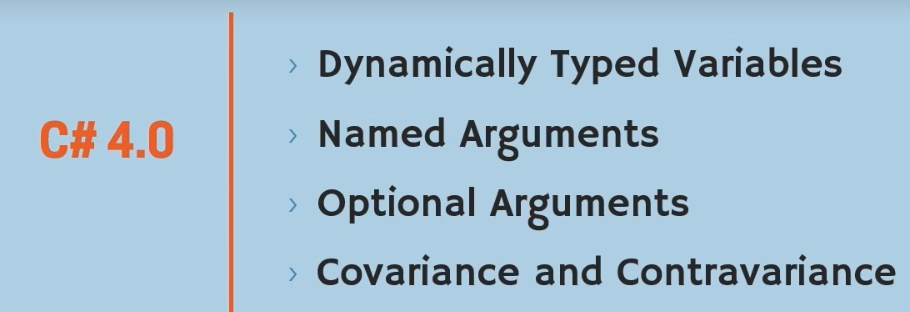 C# 4.0
› Dynamically Typed Variables
› Named Arguments
› Optional Arguments
› Covariance and Contravariance